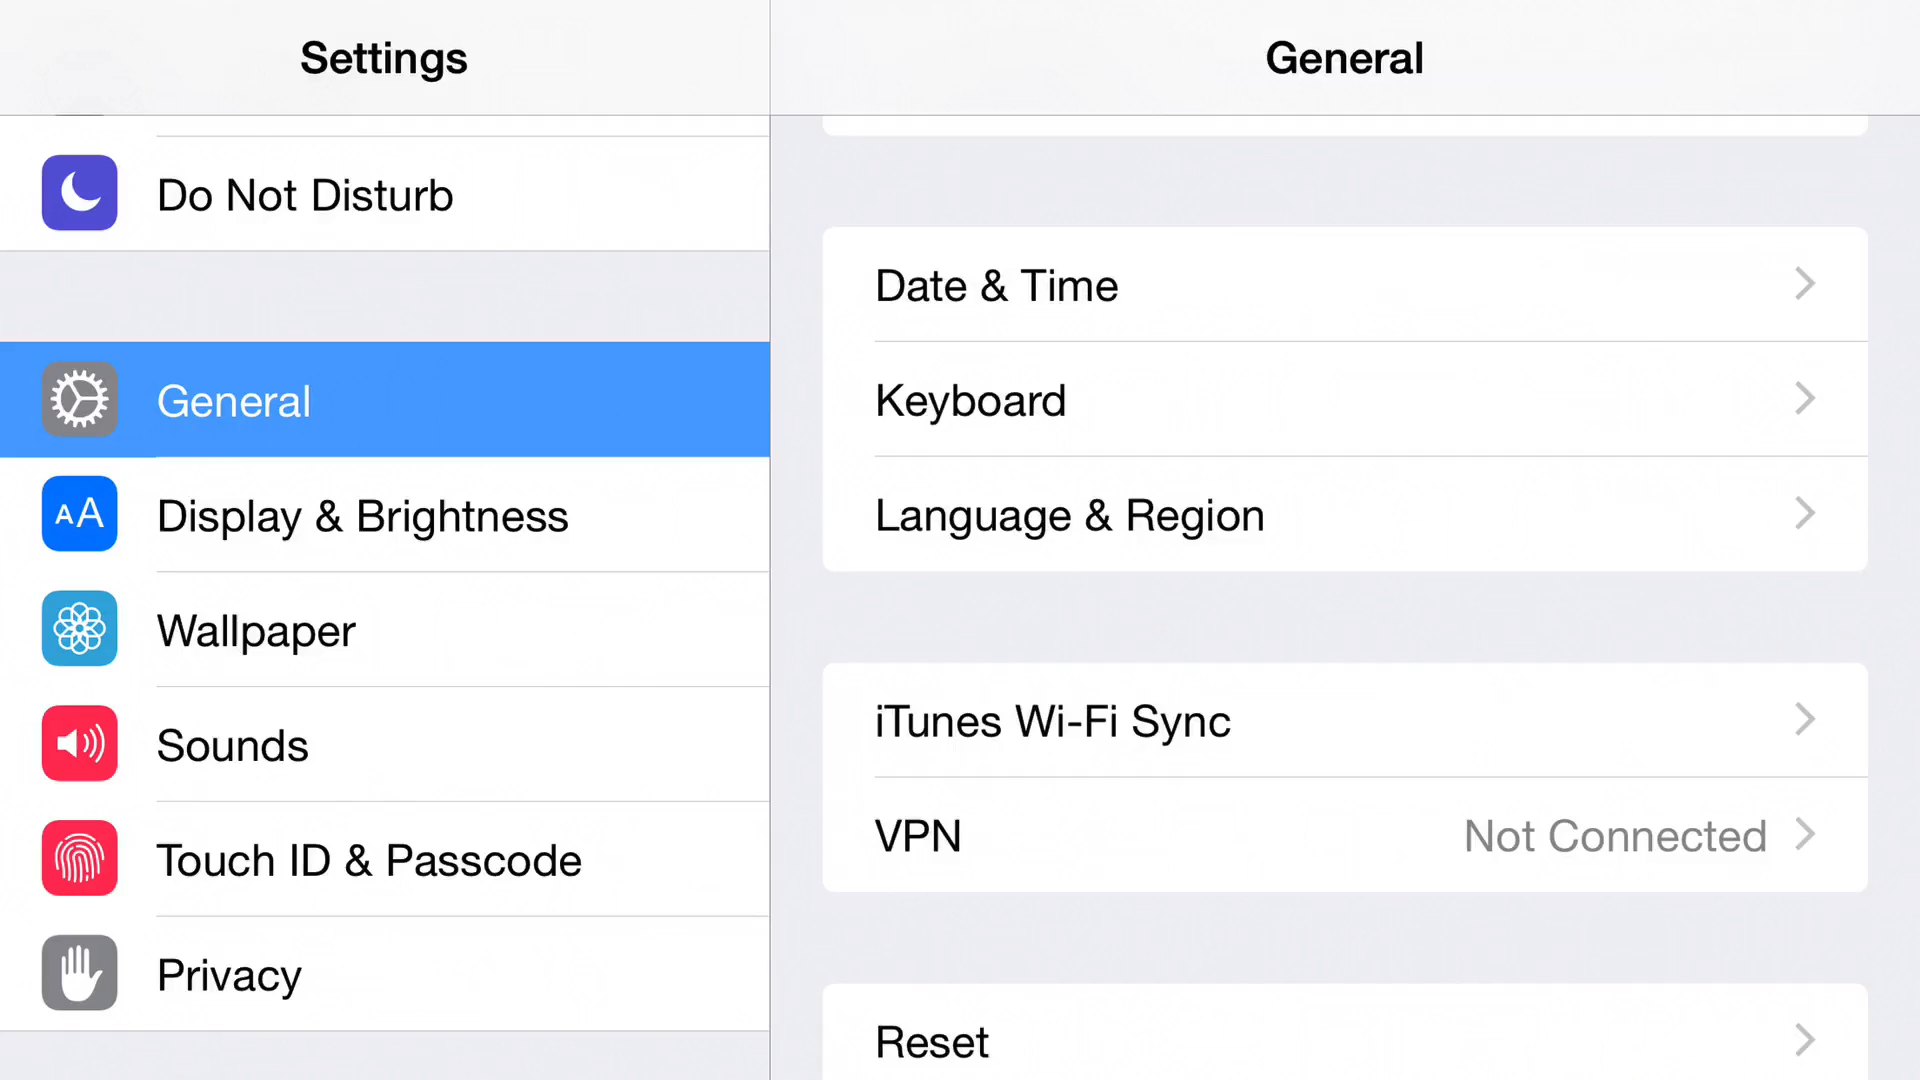 Settings
Do Not Disturb
General
AA Display & Brightness
Wallpaper
Sounds
Touch ID & Passcode
Privacy
General
Date & Time
Keyboard
Language & Region
iTunes Wi-Fi Sync
VPN Not Connected
Reset